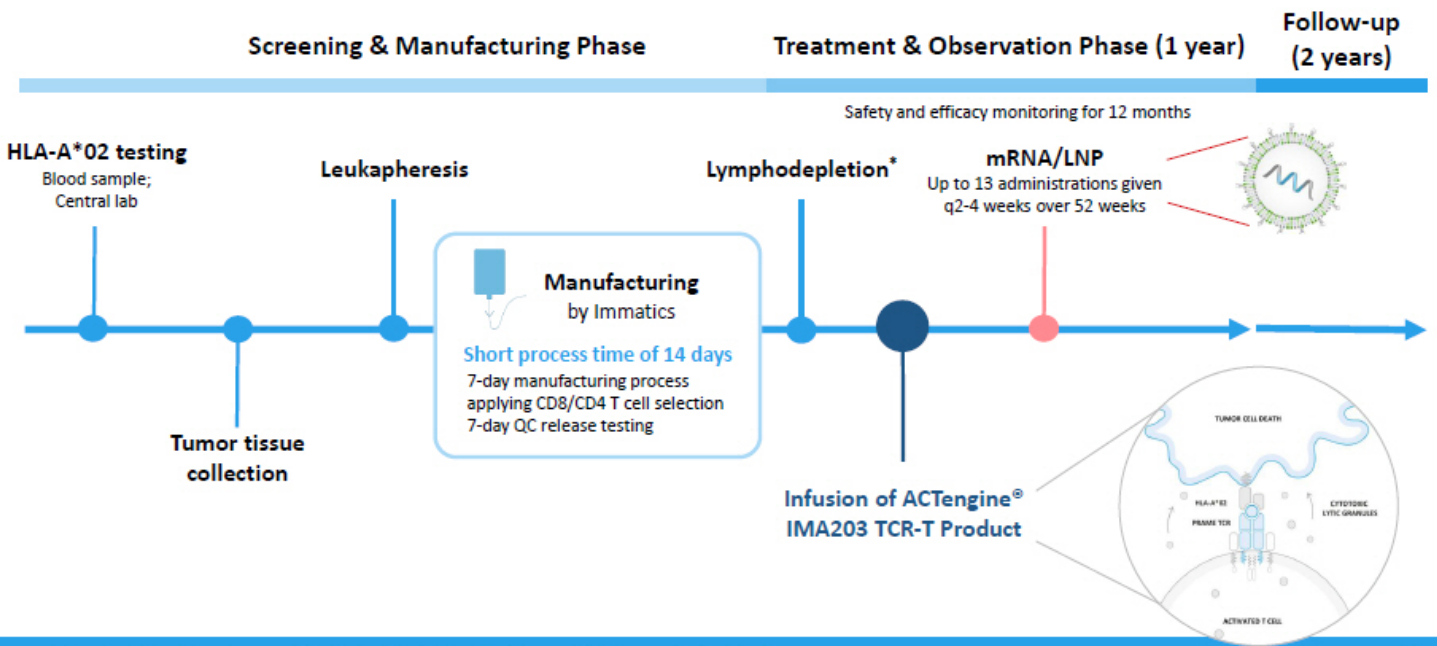 Screening & Manufacturing Phase
Treatment & Observation Phase (1 year)
Follow-up
(2 years)
Safety and efficacy monitoring for 12 months
HLA-A*02 testing
Blood sample;
Central lab
Leukapheresis
Lymphodepletion*
mRNA/LNP
Up to 13 administrations given
q2-4 weeks over 52 weeks
Manufacturing
by Immatics
Short process time of 14 days
7-day manufacturing process
applying CD8/CD4 T cell selection
7-day QC release testing
Tumor tissue
collection
Infusion of ACTengine®
IMA203 TCR-T Product
TUMOR CELL DEATH
HLA-A*02
PRAME TCR
CYTOTOXIC
LYTIC GRANULES
ACTIVATED T CELL